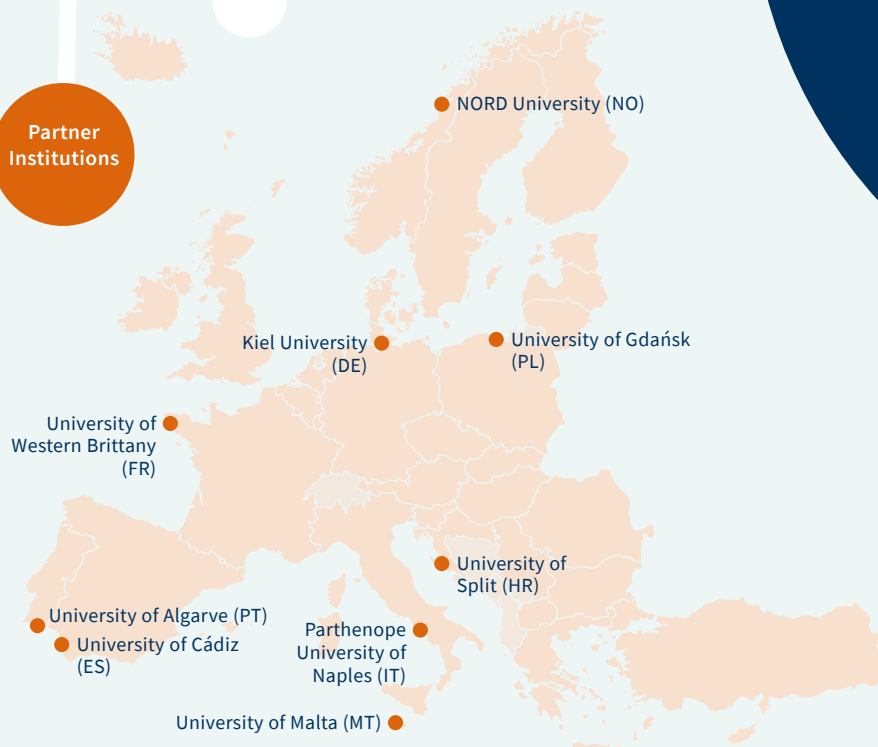 Partner
Institutions
NORD University (NO)
Kiel University
(DE)
University of Gdańsk
(PL)
University of
Western Brittany
(FR)
University of
Split (HR)
University of Algarve (PT)
University of Cádiz
(ES)
Parthenope
University of
Naples (IT)
University of Malta (MT)